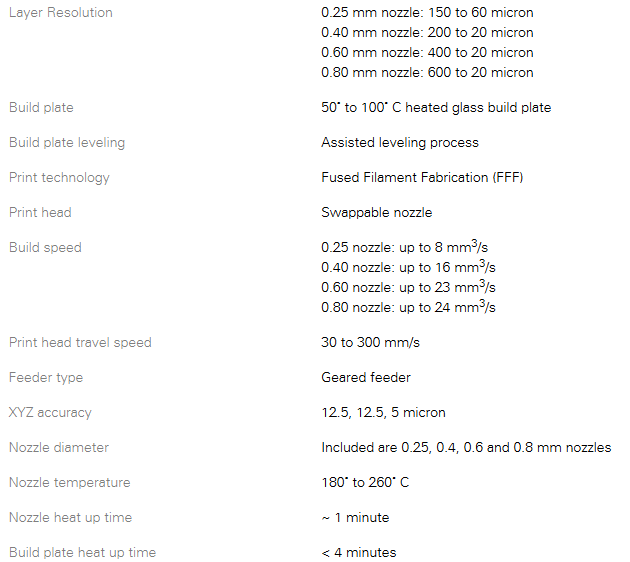 Layer Resolution 0.25 mm nozzle: 150 to 60 micron
0.40 mm nozzle: 200 to 20 micron
0.60 mm nozzle: 400 to 20 micron
0.80 mm nozzle: 600 to 20 micron
Build plate 50° to 100° C heated glass build plate
Build plate leveling Assisted leveling process
Print technology Fused Filament Fabrication (FFF)
Print head Swappable nozzle
Build speed 0.25 nozzle: up to 8 mm³/s
0.40 nozzle: up to 16 mm³/s
0.60 nozzle: up to 23 mm³/s
0.80 nozzle: up to 24 mm³/s
Print head travel speed 30 to 300 mm/s
Feeder type Geared feeder
XYZ accuracy 12.5, 12.5, 5 micron
Nozzle diameter Included are 0.25, 0.4, 0.6 and 0.8 mm nozzles
Nozzle temperature 180° to 260° C
Nozzle heat up time ~ 1 minute
Build plate heat up time < 4 minutes